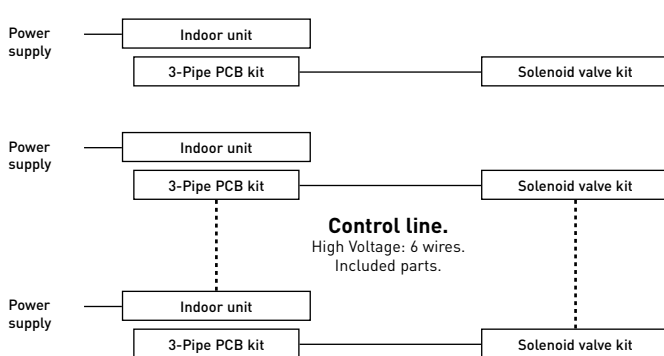 Power
supply
Indoor unit
3-Pipe PCB kit
Solenoid valve kit
Power
supply
Indoor unit
3-Pipe PCB kit
Solenoid valve kit
Control line.
High Voltage: 6 wires.
Included parts.
Power
supply
Indoor unit
3-Pipe PCB kit
Solenoid valve kit